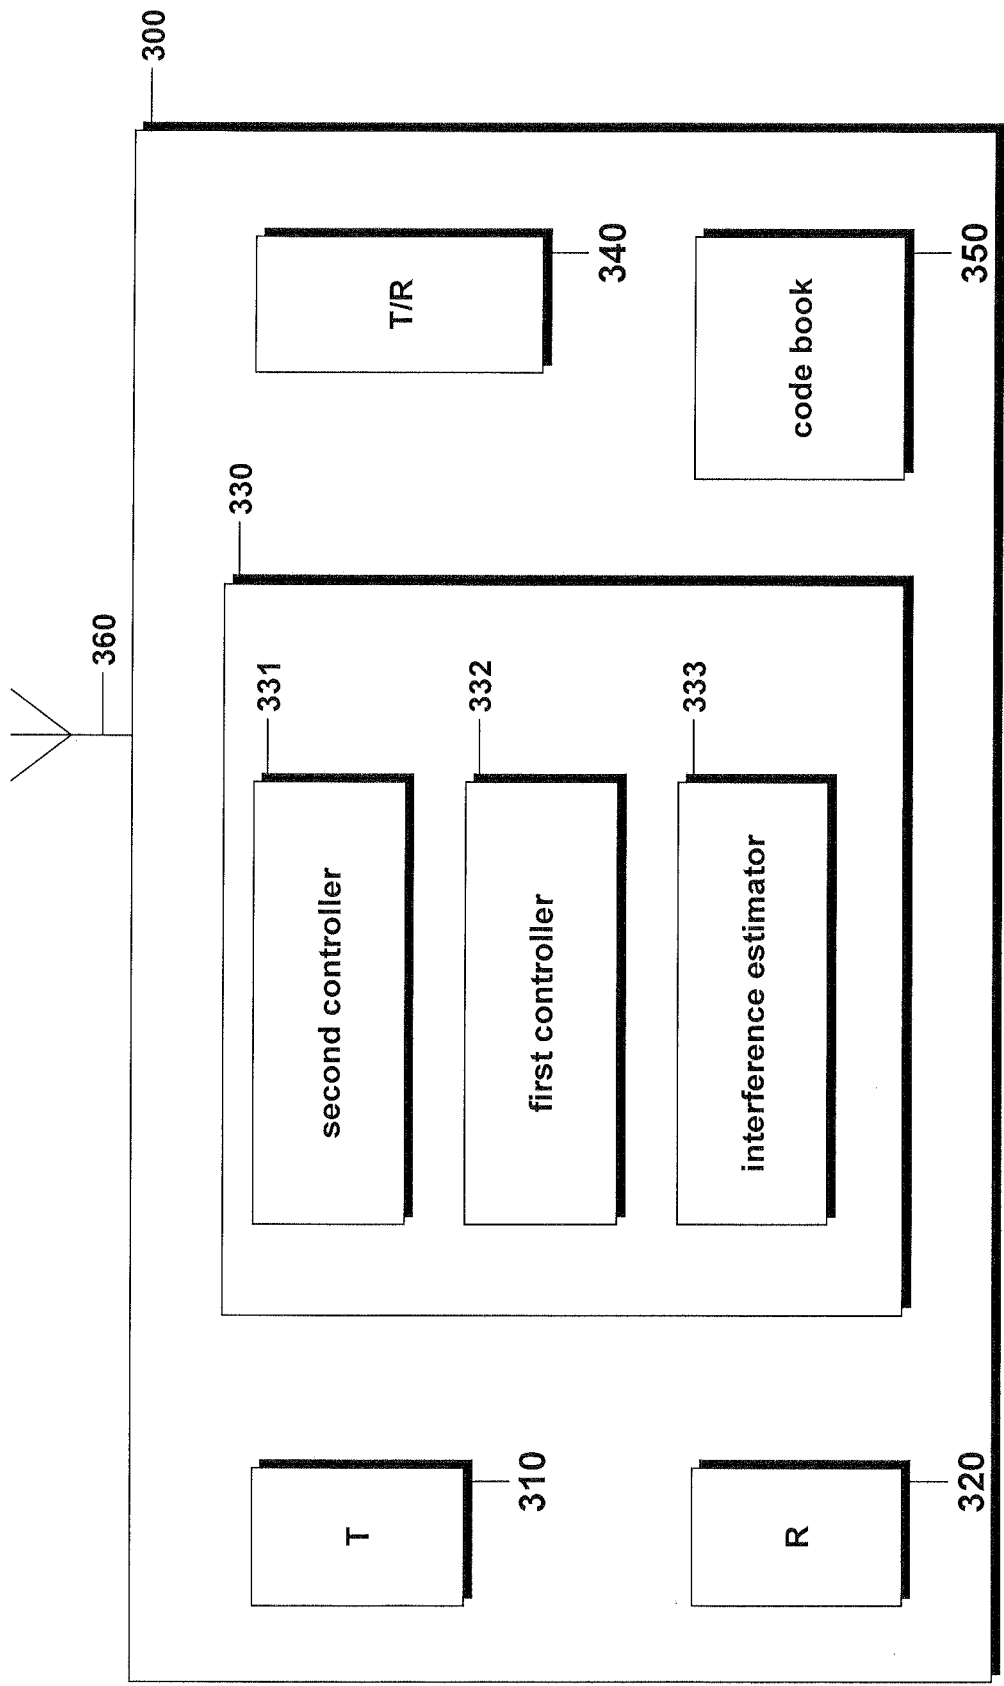 360
300
330
331
second controller
T
T/R
332
310
first controller
340
333
interference estimator
R
code book
320
350